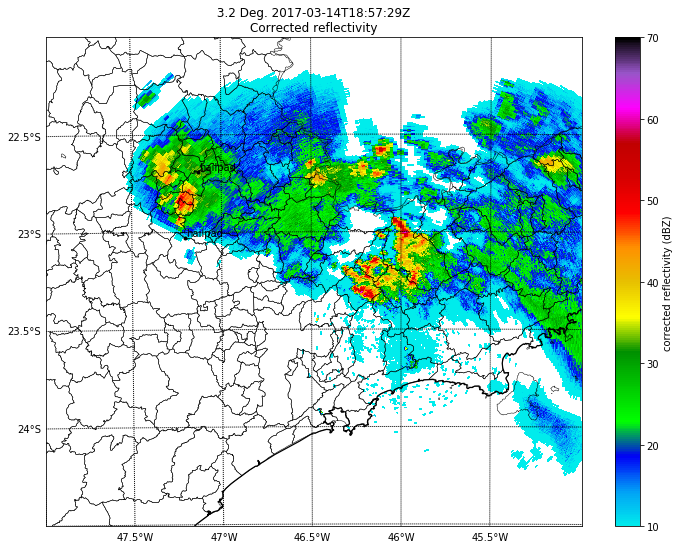 3.2 Deg. 2017-03-14T18:57:29Z
Corrected reflectivity
22.5°S
23°S
23.5°S
24°S
47.5°W
47°W
46.5°W
46°W
45.5°W
70
60
50
40
30
20
10
corrected reflectivity (dBZ)